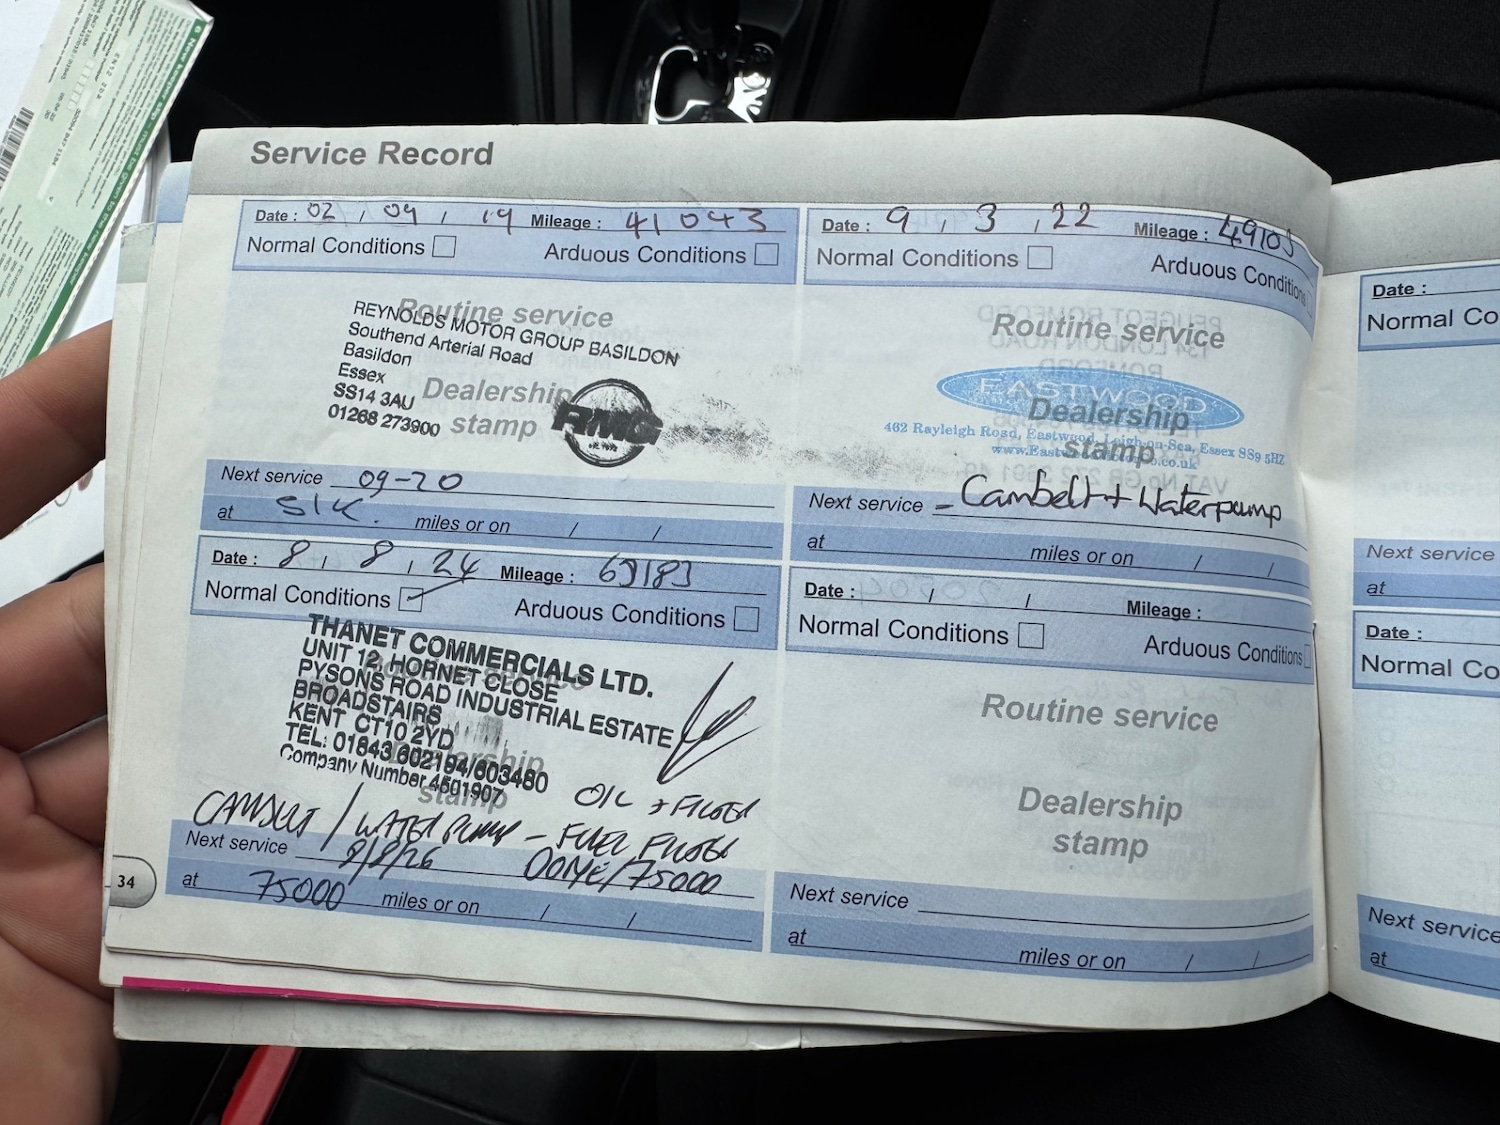 Service Record
Date : 02 / 09 / 19 Mileage : 41043
Normal Conditions Arduous Conditions
Routine service
REYNOLDS MOTOR GROUP BASILDON
Southend Arterial Road
Basildon
Essex
SS14 3AU
01268 273900
Dealership
stamp
RMG
Next service 09-20
at 51K. miles or on / /
Date : 9 / 3 / 22 Mileage : 49105
Normal Conditions Arduous Conditions
Routine service
EASTWOOD
Dealership
stamp
462 Rayleigh Road, Eastwood, Leigh-on-Sea, Essex SS9 5HZ
Next service - Cambelt + Waterpump
at miles or on / /
Date : 8 / 8 / 24 Mileage : 63183
Normal Conditions Arduous Conditions
THANET COMMERCIALS LTD.
UNIT 12, HORNET CLOSE
PYSONS ROAD INDUSTRIAL ESTATE
BROADSTAIRS
KENT CT10 2YD
TEL: 01843 602194/603480
Company Number 4501907
stamp
OIL + FILTER
CAMBELT / WATER PUMP - FUEL FILTER
Next service 8/8/26 DONE/75000
at 75000 miles or on / /
Date : / / Mileage :
Normal Conditions Arduous Conditions
Routine service
Dealership
stamp
Next service
at miles or on / /
34
Date :
Normal Co
Next service
at
Date :
Normal Co
Next service
at